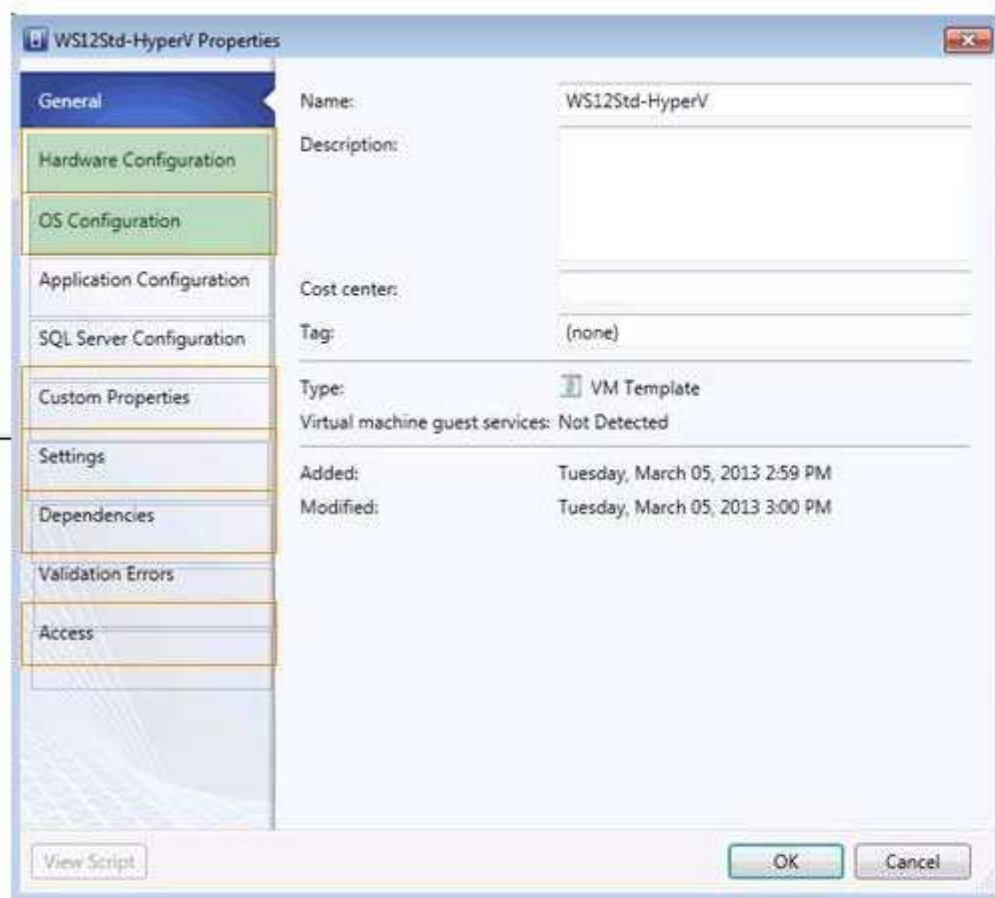 WS12Std-HyperV Properties
General
Hardware Configuration
OS Configuration
Application Configuration
SQL Server Configuration
Custom Properties
Settings
Dependencies
Validation Errors
Access
Name: WS12Std-HyperV
Description:
Cost center:
Tag: (none)
Type: VM Template
Virtual machine guest services: Not Detected
Added: Tuesday, March 05, 2013 2:59 PM
Modified: Tuesday, March 05, 2013 3:00 PM
View Script OK Cancel